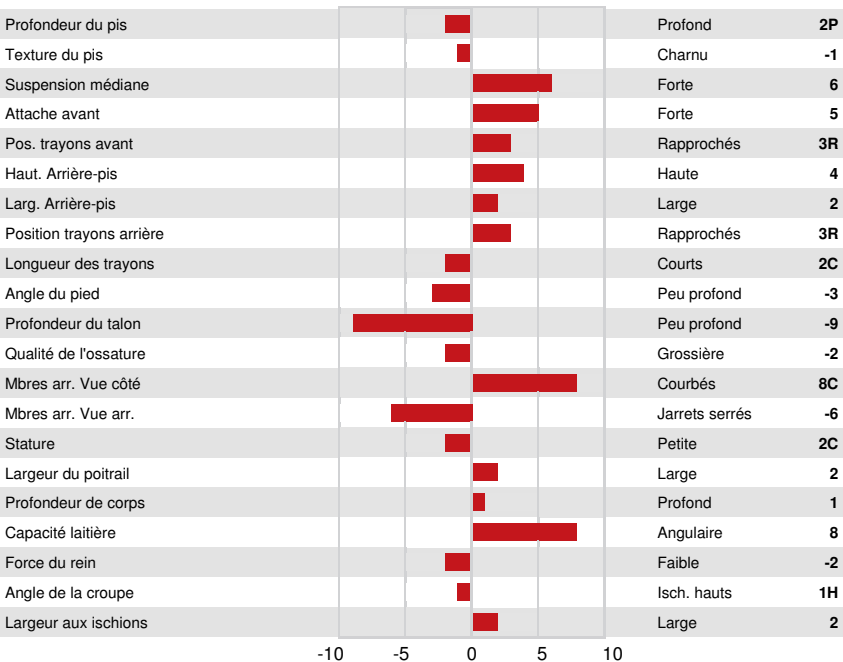 Profondeur du pis Profond 2P
Texture du pis Charnu -1
Suspension médiane Forte 6
Attache avant Forte 5
Pos. trayons avant Rapprochés 3R
Haut. Arrière-pis Haute 4
Larg. Arrière-pis Large 2
Position trayons arrière Rapprochés 3R
Longueur des trayons Courts 2C
Angle du pied Peu profond -3
Profondeur du talon Peu profond -9
Qualité de l'ossature Grossière -2
Mbres arr. Vue côté Courbés 8C
Mbres arr. Vue arr. Jarrets serrés -6
Stature Petite 2C
Largeur du poitrail Large 2
Profondeur de corps Profond 1
Capacité laitière Angulaire 8
Force du rein Faible -2
Angle de la croupe Isch. hauts 1H
Largeur aux ischions Large 2
-10 -5 0 5 10